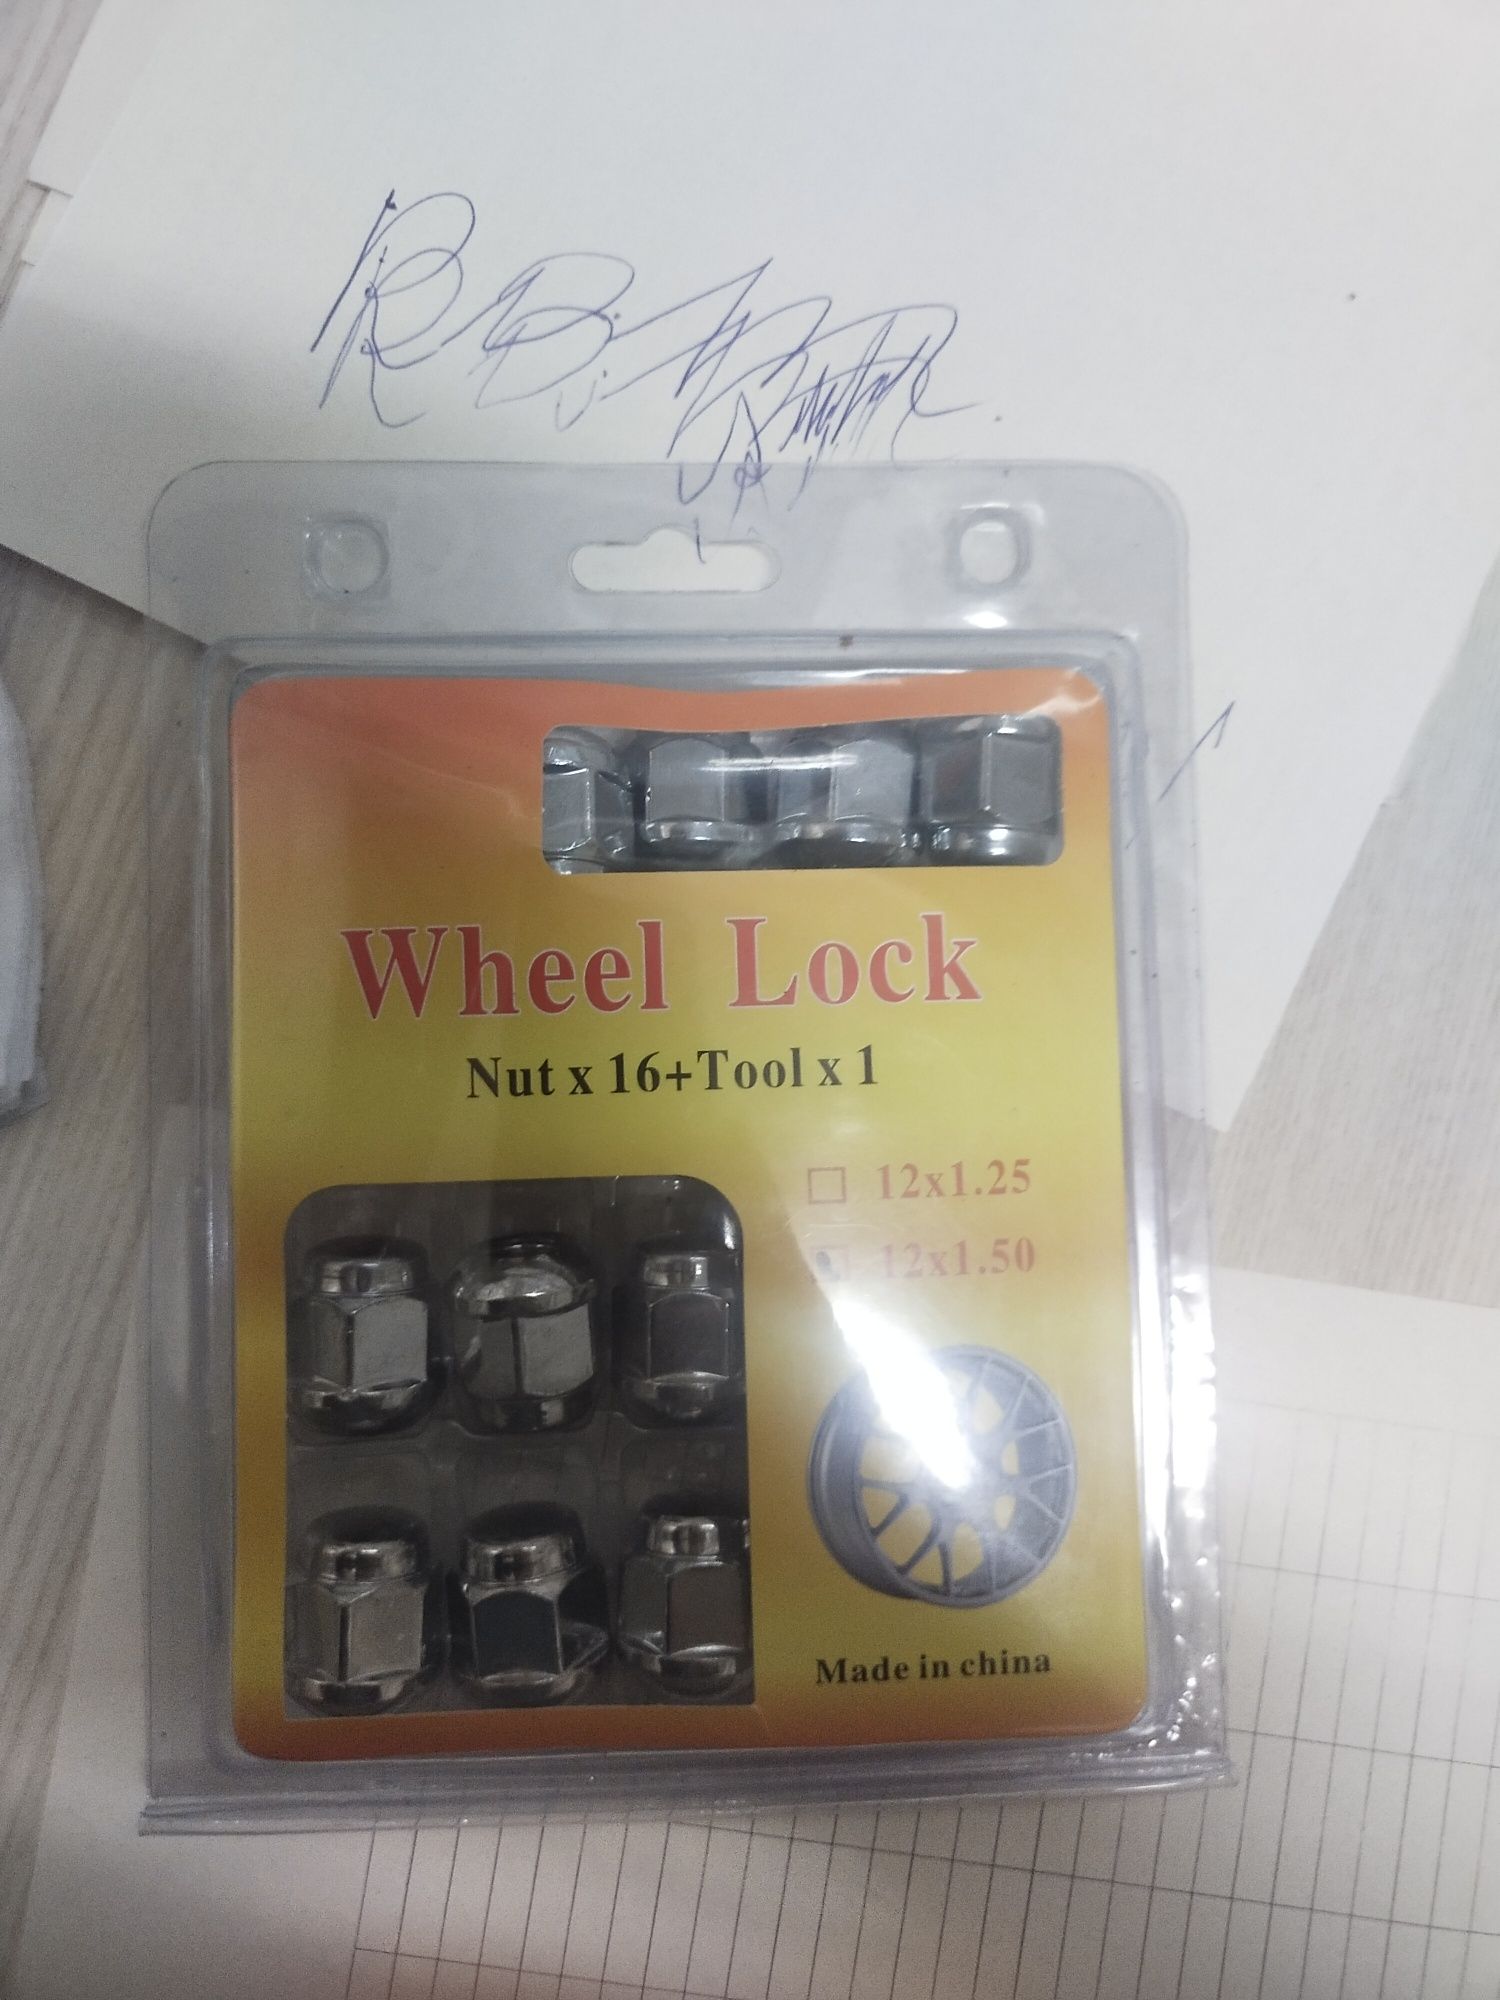 Wheel Lock
Nut x 16+Tool x 1
12x1.25
12x1.50
Made in china